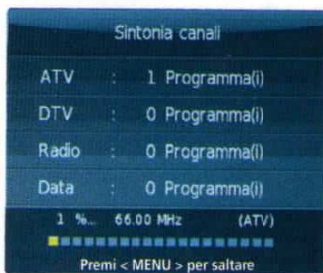 Sintonia canali
ATV : 1 Programma(i)
DTV : 0 Programma(i)
Radio : 0 Programma(i)
Data : 0 Programma(i)
1 %... 66.00 MHz (ATV)
Premi < MENU > per saltare